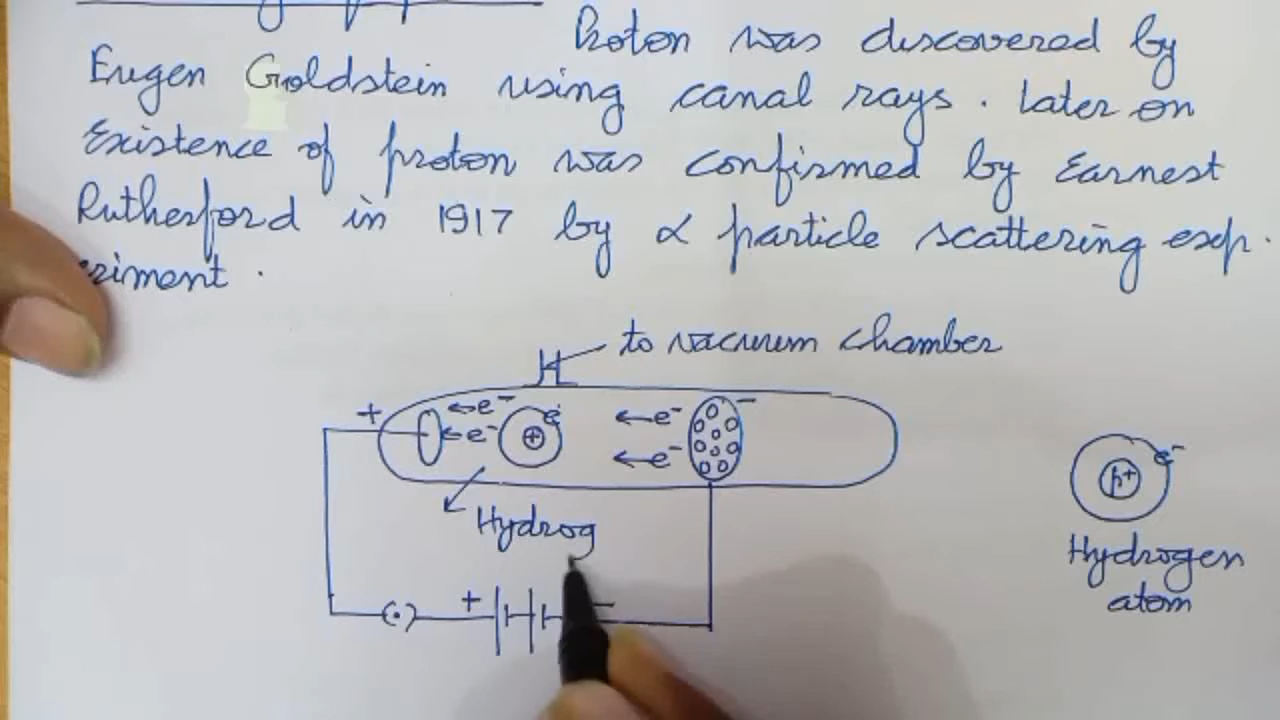 Proton was discovered by
Eugen Goldstein using canal rays. Later on
Existence of proton was confirmed by Earnest
Rutherford in 1917 by α particle scattering exp.
eriment.
to vacuum chamber
+ ←e⁻ e⁻ ←e⁻ −
←e⁻ + ←e⁻
e⁻
p+
Hydrog
Hydrogen
atom
+ −